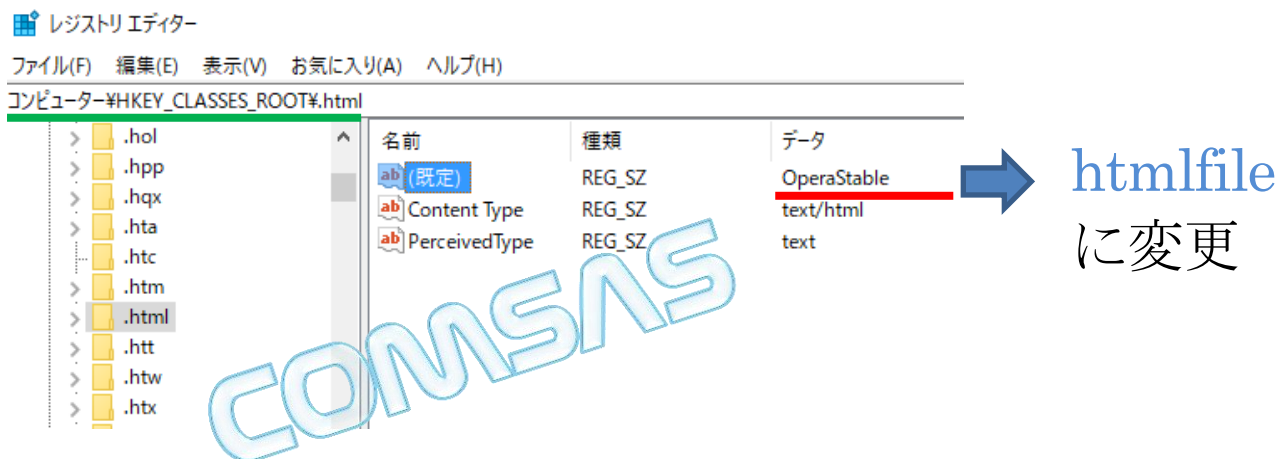 レジストリ エディター
ファイル(F) 編集(E) 表示(V) お気に入り(A) ヘルプ(H)
コンピューター¥HKEY_CLASSES_ROOT¥.html
.hol
.hpp
.hqx
.hta
.htc
.htm
.html
.htt
.htw
.htx
名前 種類 データ
(既定) REG_SZ OperaStable
Content Type REG_SZ text/html
PerceivedType REG_SZ text
htmlfile
に変更
COMSAS